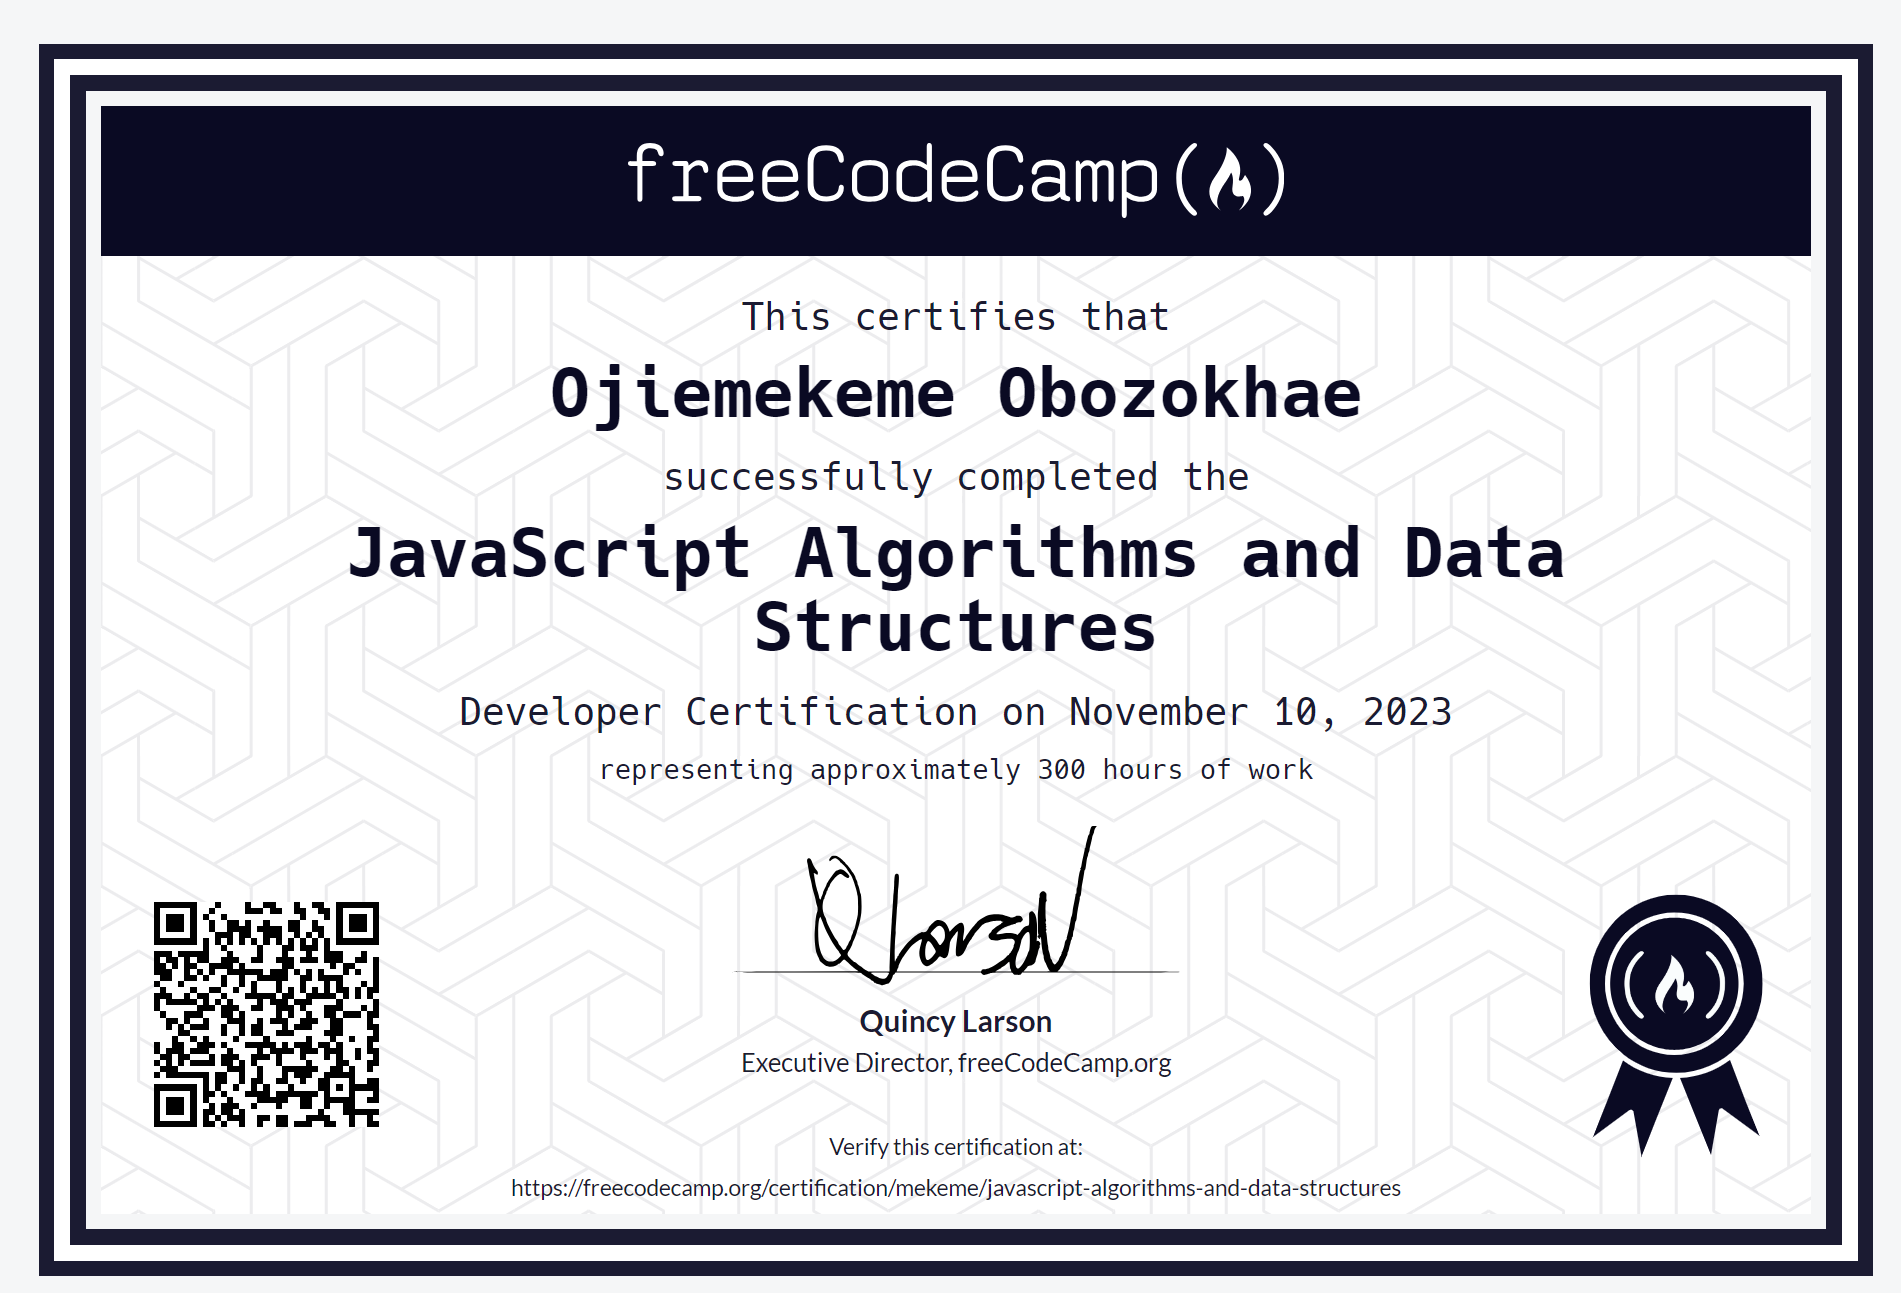 freeCodeCamp
This certifies that
Ojiemekeme Obozokhae
successfully completed the
JavaScript Algorithms and Data
Structures
Developer Certification on November 10, 2023
representing approximately 300 hours of work
Quincy Larson
Executive Director, freeCodeCamp.org
Verify this certification at:
https://freecodecamp.org/certification/mekeme/javascript-algorithms-and-data-structures